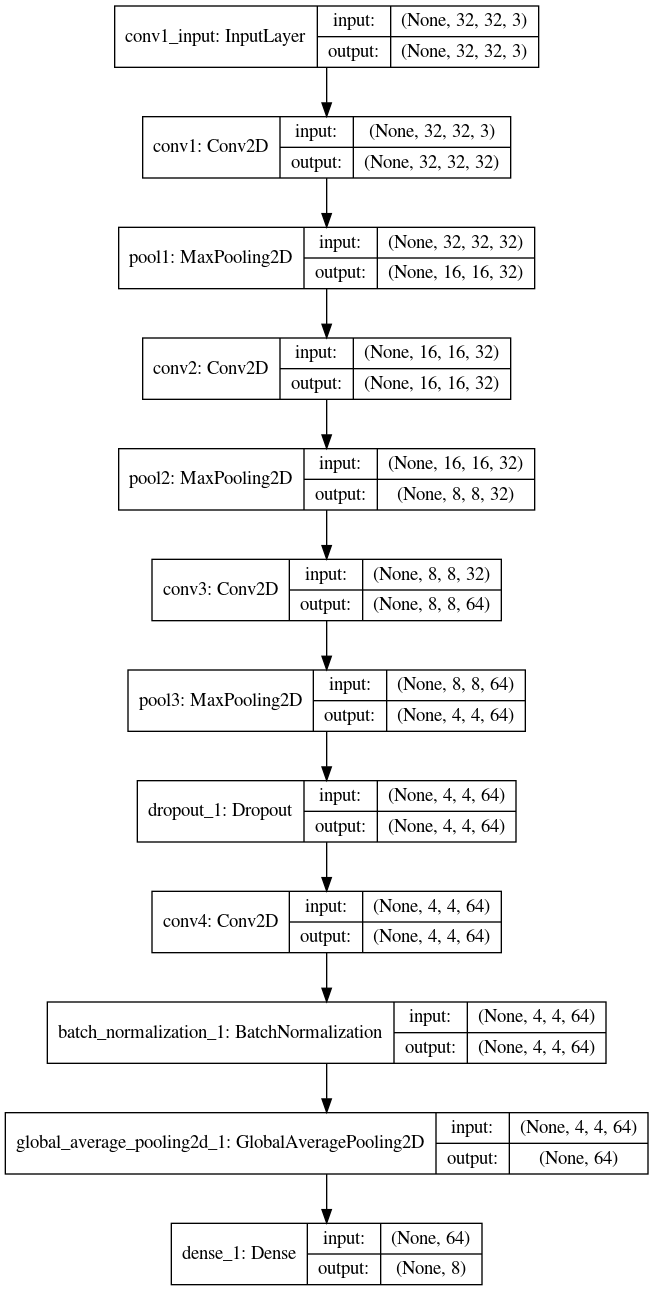 conv1_input: InputLayer
input: (None, 32, 32, 3)
output: (None, 32, 32, 3)
conv1: Conv2D
input: (None, 32, 32, 3)
output: (None, 32, 32, 32)
pool1: MaxPooling2D
input: (None, 32, 32, 32)
output: (None, 16, 16, 32)
conv2: Conv2D
input: (None, 16, 16, 32)
output: (None, 16, 16, 32)
pool2: MaxPooling2D
input: (None, 16, 16, 32)
output: (None, 8, 8, 32)
conv3: Conv2D
input: (None, 8, 8, 32)
output: (None, 8, 8, 64)
pool3: MaxPooling2D
input: (None, 8, 8, 64)
output: (None, 4, 4, 64)
dropout_1: Dropout
input: (None, 4, 4, 64)
output: (None, 4, 4, 64)
conv4: Conv2D
input: (None, 4, 4, 64)
output: (None, 4, 4, 64)
batch_normalization_1: BatchNormalization
input: (None, 4, 4, 64)
output: (None, 4, 4, 64)
global_average_pooling2d_1: GlobalAveragePooling2D
input: (None, 4, 4, 64)
output: (None, 64)
dense_1: Dense
input: (None, 64)
output: (None, 8)